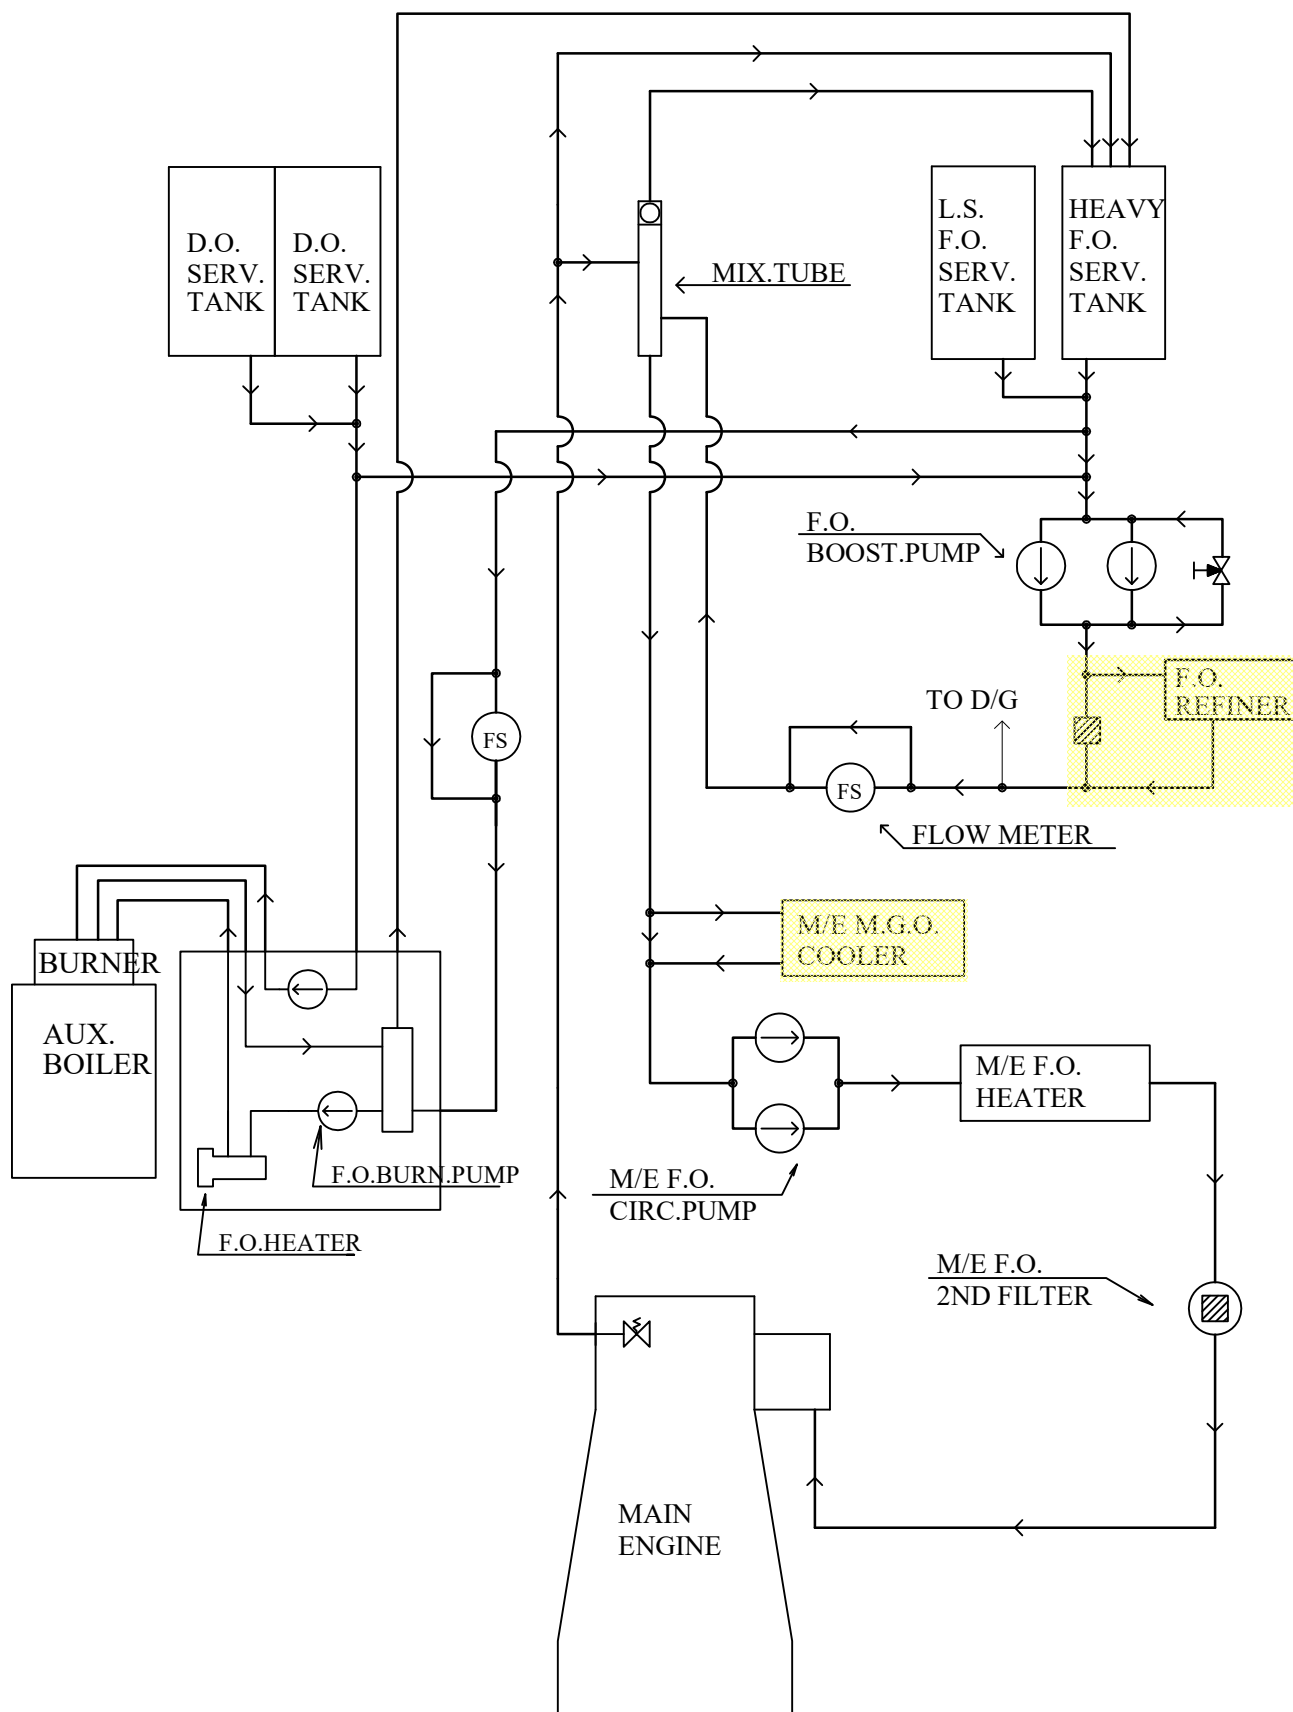 D.O.
SERV.
TANK
D.O.
SERV.
TANK
MIX.TUBE
L.S.
F.O.
SERV.
TANK
HEAVY
F.O.
SERV.
TANK
F.O.
BOOST.PUMP
F.O.
REFINER
TO D/G
FS
FS
FLOW METER
BURNER
AUX.
BOILER
M/E M.G.O.
COOLER
M/E F.O.
HEATER
F.O.BURN.PUMP
M/E F.O.
CIRC.PUMP
F.O.HEATER
M/E F.O.
2ND FILTER
MAIN
ENGINE